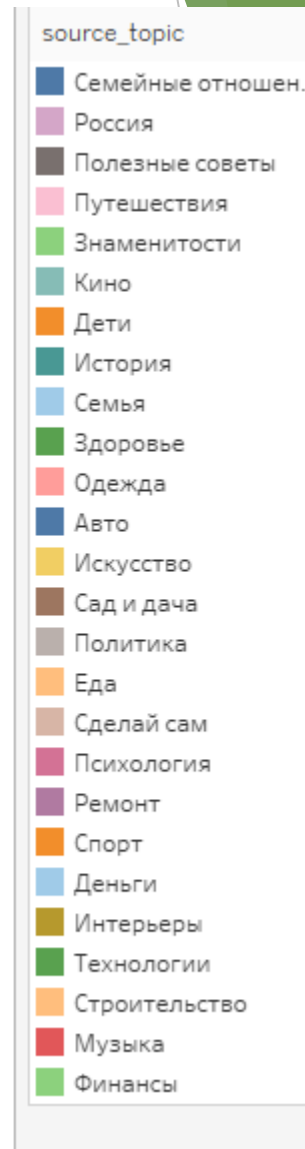 source_topic
Семейные отношен.
Россия
Полезные советы
Путешествия
Знаменитости
Кино
Дети
История
Семья
Здоровье
Одежда
Авто
Искусство
Сад и дача
Политика
Еда
Сделай сам
Психология
Ремонт
Спорт
Деньги
Интерьеры
Технологии
Строительство
Музыка
Финансы